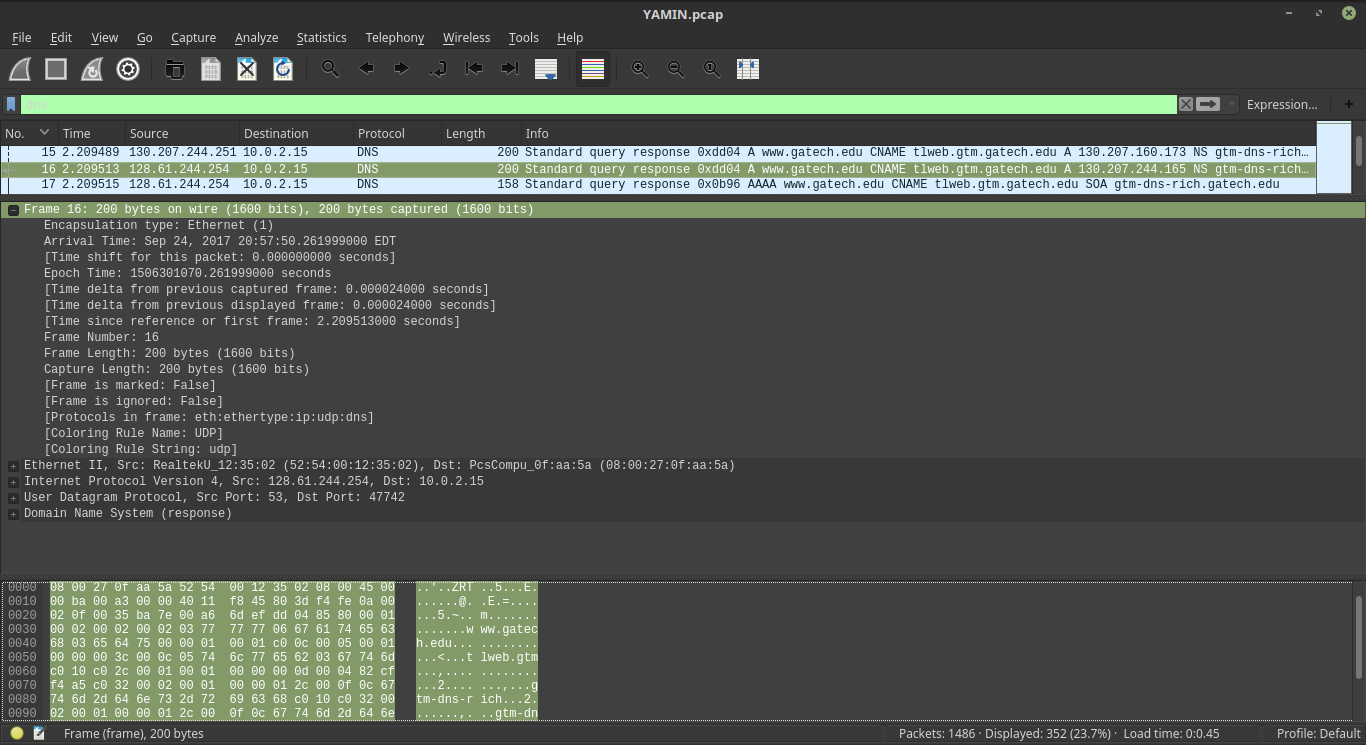 YAMIN.pcap
File Edit View Go Capture Analyze Statistics Telephony Wireless Tools Help
dns
Expression... +
No. Time Source Destination Protocol Length Info
15 2.209489 130.207.244.251 10.0.2.15 DNS 200 Standard query response 0xdd04 A www.gatech.edu CNAME tlweb.gtm.gatech.edu A 130.207.160.173 NS gtm-dns-rich…
16 2.209513 128.61.244.254 10.0.2.15 DNS 200 Standard query response 0xdd04 A www.gatech.edu CNAME tlweb.gtm.gatech.edu A 130.207.244.165 NS gtm-dns-rich…
17 2.209515 128.61.244.254 10.0.2.15 DNS 158 Standard query response 0x0b96 AAAA www.gatech.edu CNAME tlweb.gtm.gatech.edu SOA gtm-dns-rich.gatech.edu
Frame 16: 200 bytes on wire (1600 bits), 200 bytes captured (1600 bits)
Encapsulation type: Ethernet (1)
Arrival Time: Sep 24, 2017 20:57:50.261999000 EDT
[Time shift for this packet: 0.000000000 seconds]
Epoch Time: 1506301070.261999000 seconds
[Time delta from previous captured frame: 0.000024000 seconds]
[Time delta from previous displayed frame: 0.000024000 seconds]
[Time since reference or first frame: 2.209513000 seconds]
Frame Number: 16
Frame Length: 200 bytes (1600 bits)
Capture Length: 200 bytes (1600 bits)
[Frame is marked: False]
[Frame is ignored: False]
[Protocols in frame: eth:ethertype:ip:udp:dns]
[Coloring Rule Name: UDP]
[Coloring Rule String: udp]
Ethernet II, Src: RealtekU_12:35:02 (52:54:00:12:35:02), Dst: PcsCompu_0f:aa:5a (08:00:27:0f:aa:5a)
Internet Protocol Version 4, Src: 128.61.244.254, Dst: 10.0.2.15
User Datagram Protocol, Src Port: 53, Dst Port: 47742
Domain Name System (response)
0000 08 00 27 0f aa 5a 52 54 00 12 35 02 08 00 45 00 ..'..ZRT ..5...E.
0010 00 ba 00 a3 00 00 40 11 f8 45 80 3d f4 fe 0a 00 ......@. .E.=....
0020 02 0f 00 35 ba 7e 00 a6 6d ef dd 04 85 80 00 01 ...5.~.. m.......
0030 00 02 00 02 00 02 03 77 77 77 06 67 61 74 65 63 .......w ww.gatec
0040 68 03 65 64 75 00 00 01 00 01 c0 0c 00 05 00 01 h.edu... ........
0050 00 00 00 3c 00 0c 05 74 6c 77 65 62 03 67 74 6d ...<...t lweb.gtm
0060 c0 10 c0 2c 00 01 00 01 00 00 00 0d 00 04 82 cf ...,.... ........
0070 f4 a5 c0 32 00 02 00 01 00 00 01 2c 00 0f 0c 67 ...2.... ...,...g
0080 74 6d 2d 64 6e 73 2d 72 69 63 68 c0 10 c0 32 00 tm-dns-r ich...2.
0090 02 00 01 00 00 01 2c 00 0f 0c 67 74 6d 2d 64 6e ......,. ..gtm-dn
Frame (frame), 200 bytes Packets: 1486 · Displayed: 352 (23.7%) · Load time: 0:0.45 Profile: Default